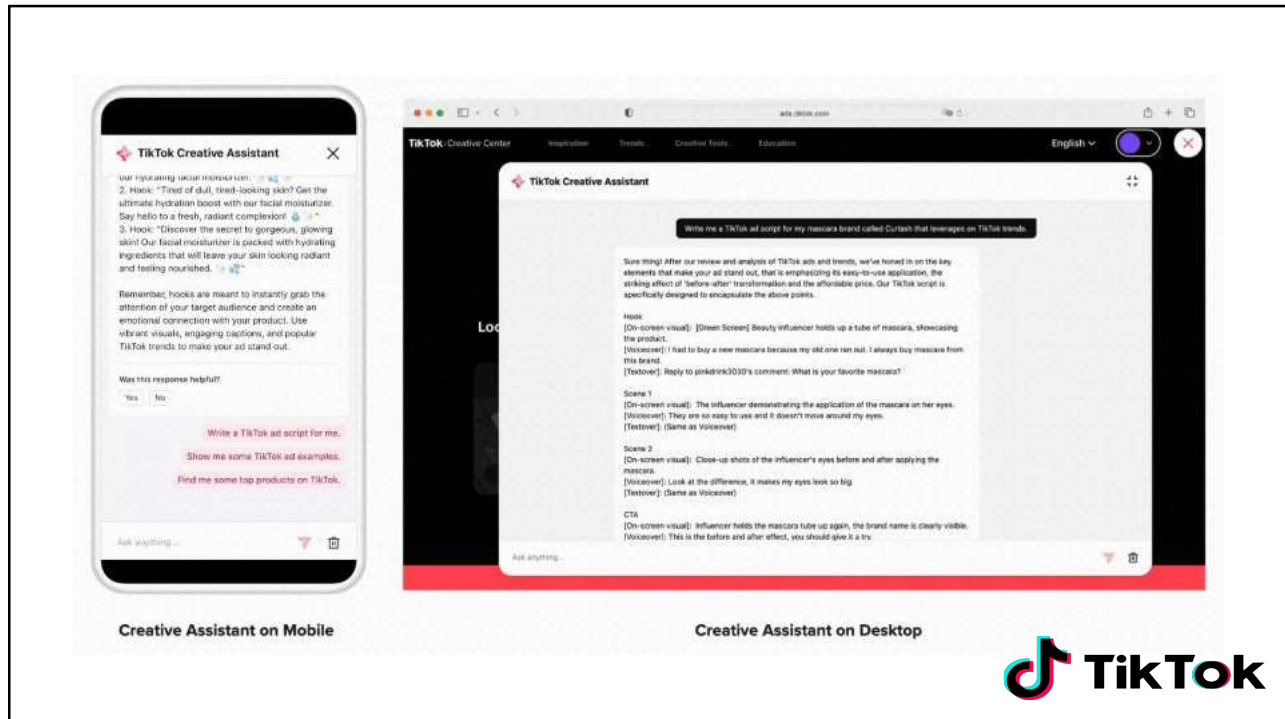 TikTok Creative Assistant
our hydrating facial moisturizer.
2. Hook: "Tired of dull, tired-looking skin? Get the
ultimate hydration boost with our facial moisturizer.
Say hello to a fresh, radiant complexion! 💧✨"
3. Hook: "Discover the secret to gorgeous, glowing
skin! Our facial moisturizer is packed with hydrating
ingredients that will leave your skin looking radiant
and feeling nourished. ✨💦"
Remember, hooks are meant to instantly grab the
attention of your target audience and create an
emotional connection with your product. Use
vibrant visuals, engaging captions, and popular
TikTok trends to make your ad stand out.
Was this response helpful?
Yes No
Write a TikTok ad script for me.
Show me some TikTok ad examples.
Find me some top products on TikTok.
Ask anything...
Creative Assistant on Mobile
ads.tiktok.com
TikTok: Creative Center Inspiration Trends Creative Tools Education English
Loc
TikTok Creative Assistant
Write me a TikTok ad script for my mascara brand called Curlash that leverages on TikTok trends.
Sure thing! After our review and analysis of TikTok ads and trends, we've honed in on the key
elements that make your ad stand out, that is emphasizing its easy-to-use application, the
striking effect of 'before-after' transformation and the affordable price. Our TikTok script is
specifically designed to encapsulate the above points.
Hook
[On-screen visual]: [Green Screen] Beauty influencer holds up a tube of mascara, showcasing
the product.
[Voiceover]: I had to buy a new mascara because my old one ran out. I always buy mascara from
this brand.
[Textover]: Reply to pinkdrink3030's comment: What is your favorite mascara?
Scene 1
[On-screen visual]: The influencer demonstrating the application of the mascara on her eyes.
[Voiceover]: They are so easy to use and it doesn't move around my eyes.
[Textover]: (Same as Voiceover)
Scene 2
[On-screen visual]: Close-up shots of the influencer's eyes before and after applying the
mascara.
[Voiceover]: Look at the difference, it makes my eyes look so big.
[Textover]: (Same as Voiceover)
CTA
[On-screen visual]: Influencer holds the mascara tube up again, the brand name is clearly visible.
[Voiceover]: This is the before and after effect, you should give it a try.
Ask anything...
Creative Assistant on Desktop
TikTok